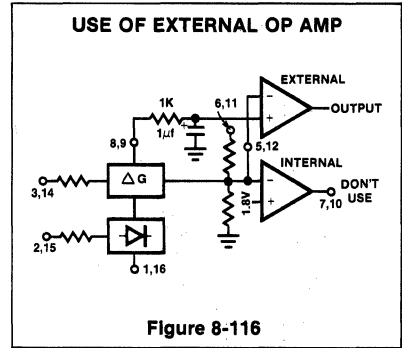 USE OF EXTERNAL OP AMP
EXTERNAL
1K
6,11
OUTPUT
+
1µf
8,9
5,12
INTERNAL
ΔG
3,14
DON'T
USE
1.8V
7,10
2,15
1,16
Figure 8-116